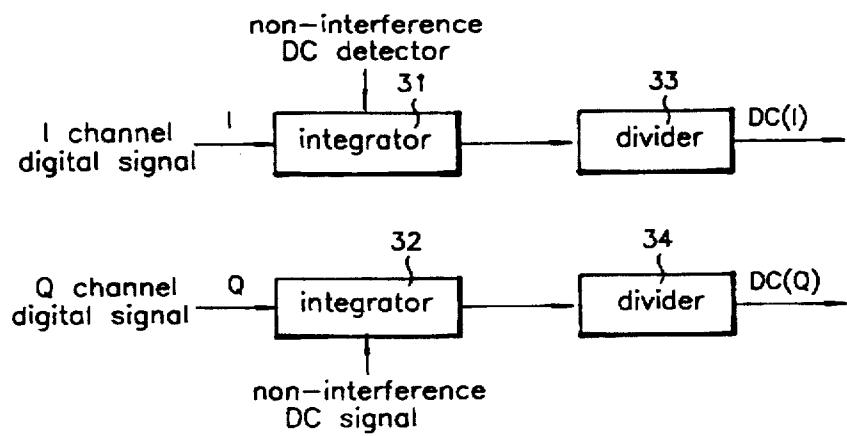 non-interference
DC detector
31
33
I channel
digital signal
I
integrator
divider
DC(I)
32
34
Q channel
digital signal
Q
integrator
divider
DC(Q)
non-interference
DC signal